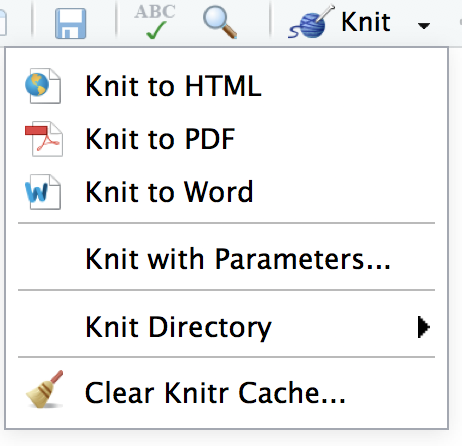 ABC
Knit
Knit to HTML
Knit to PDF
Knit to Word
Knit with Parameters...
Knit Directory
Clear Knitr Cache...